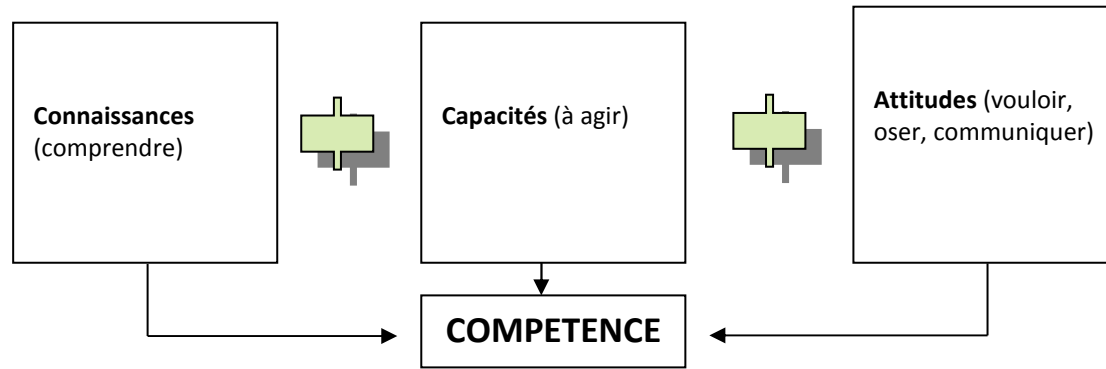 Connaissances
(comprendre)
Capacités (à agir)
Attitudes (vouloir,
oser, communiquer)
COMPETENCE